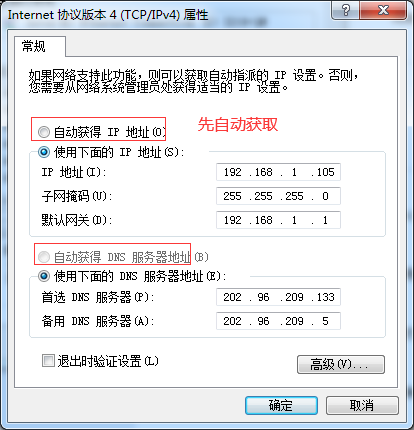 Internet 协议版本 4 (TCP/IPv4) 属性
常规
如果网络支持此功能，则可以获取自动指派的 IP 设置。否则，
您需要从网络系统管理员处获得适当的 IP 设置。
自动获得 IP 地址(O)
先自动获取
使用下面的 IP 地址(S):
IP 地址(I): 192 .168 . 1 .105
子网掩码(U): 255 .255 .255 . 0
默认网关(D): 192 .168 . 1 . 1
自动获得 DNS 服务器地址(B)
使用下面的 DNS 服务器地址(E):
首选 DNS 服务器(P): 202 . 96 .209 .133
备用 DNS 服务器(A): 202 . 96 .209 . 5
退出时验证设置(L)
高级(V)...
确定
取消